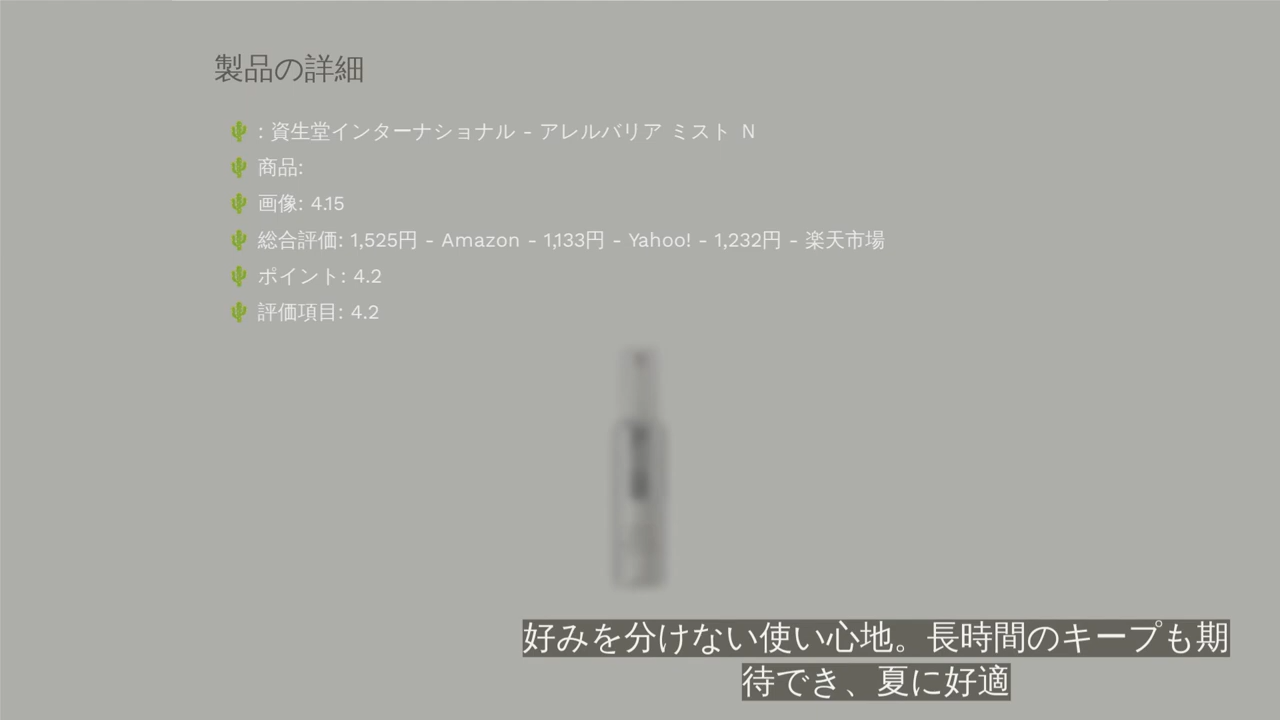 製品の詳細
: 資生堂インターナショナル - アレルバリア ミスト N
商品:
画像: 4.15
総合評価: 1,525円 - Amazon - 1,133円 - Yahoo! - 1,232円 - 楽天市場
ポイント: 4.2
評価項目: 4.2
好みを分けない使い心地。長時間のキープも期
待でき、夏に好適